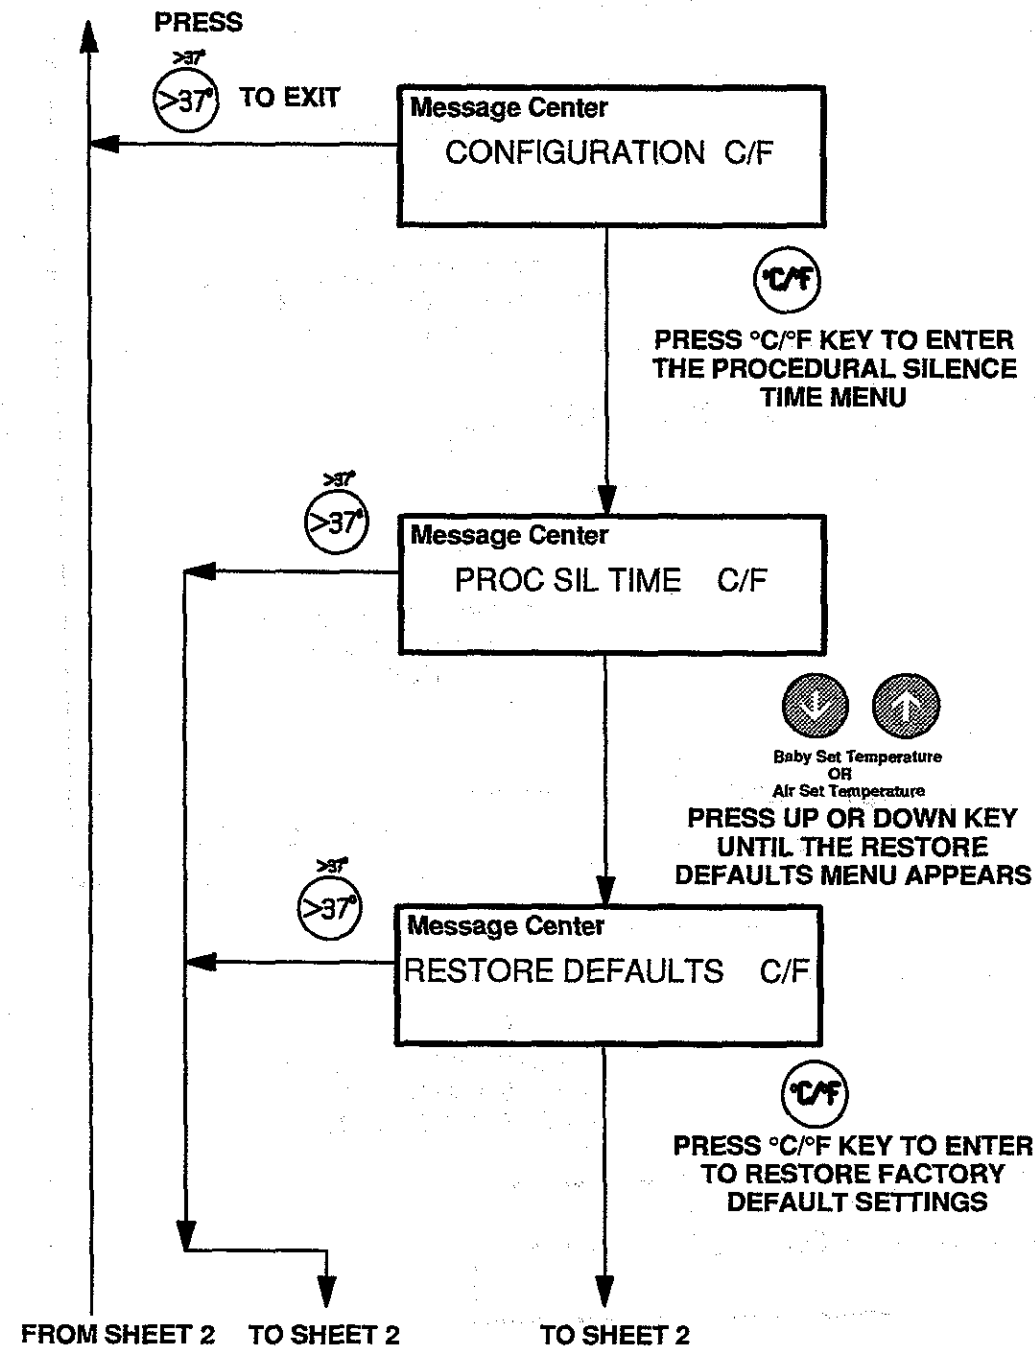 PRESS
>37°
>37°
TO EXIT
Message Center
CONFIGURATION C/F
°C/°F
PRESS °C/°F KEY TO ENTER
THE PROCEDURAL SILENCE
TIME MENU
>37°
>37°
Message Center
PROC SIL TIME C/F
Baby Set Temperature
OR
Air Set Temperature
PRESS UP OR DOWN KEY
UNTIL THE RESTORE
DEFAULTS MENU APPEARS
>37°
>37°
Message Center
RESTORE DEFAULTS C/F
°C/°F
PRESS °C/°F KEY TO ENTER
TO RESTORE FACTORY
DEFAULT SETTINGS
FROM SHEET 2
TO SHEET 2
TO SHEET 2